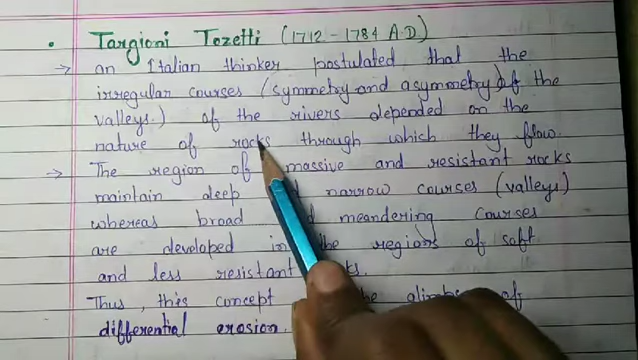 • Targioni Tozetti (1712 - 1784 A.D.)
→ an Italian thinker postulated that the
irregular courses (symmetry and asymmetry) of the
valleys.) of the rivers depended on the
nature of rocks through which they flow.
→ The region of massive and resistant rocks
maintain deep narrow courses (valleys)
whereas broad meandering courses
are developed in the regions of soft
and less resistant
Thus, this concept of
differential erosion.